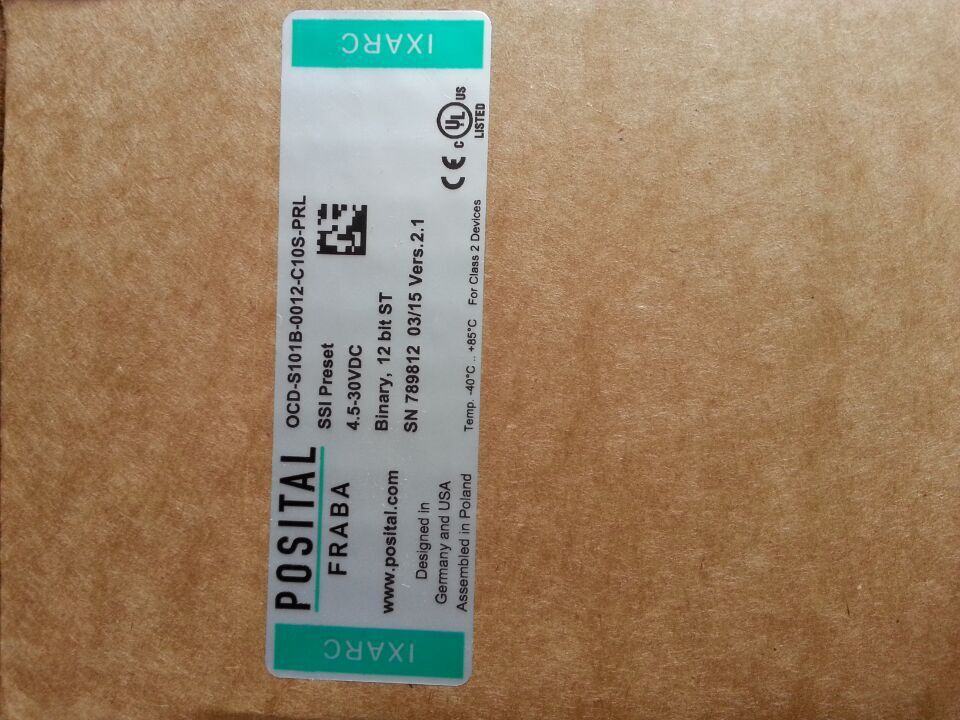 IXARC
POSITAL
FRABA
www.posital.com
Designed in
Germany and USA
Assembled in Poland
OCD-S101B-0012-C10S-PRL
SSI Preset
4.5-30VDC
Binary, 12 bit ST
SN 789812 03/15 Vers.2.1
Temp. -40°C .. +85°C For Class 2 Devices
CE
c UL US
LISTED
IXARC